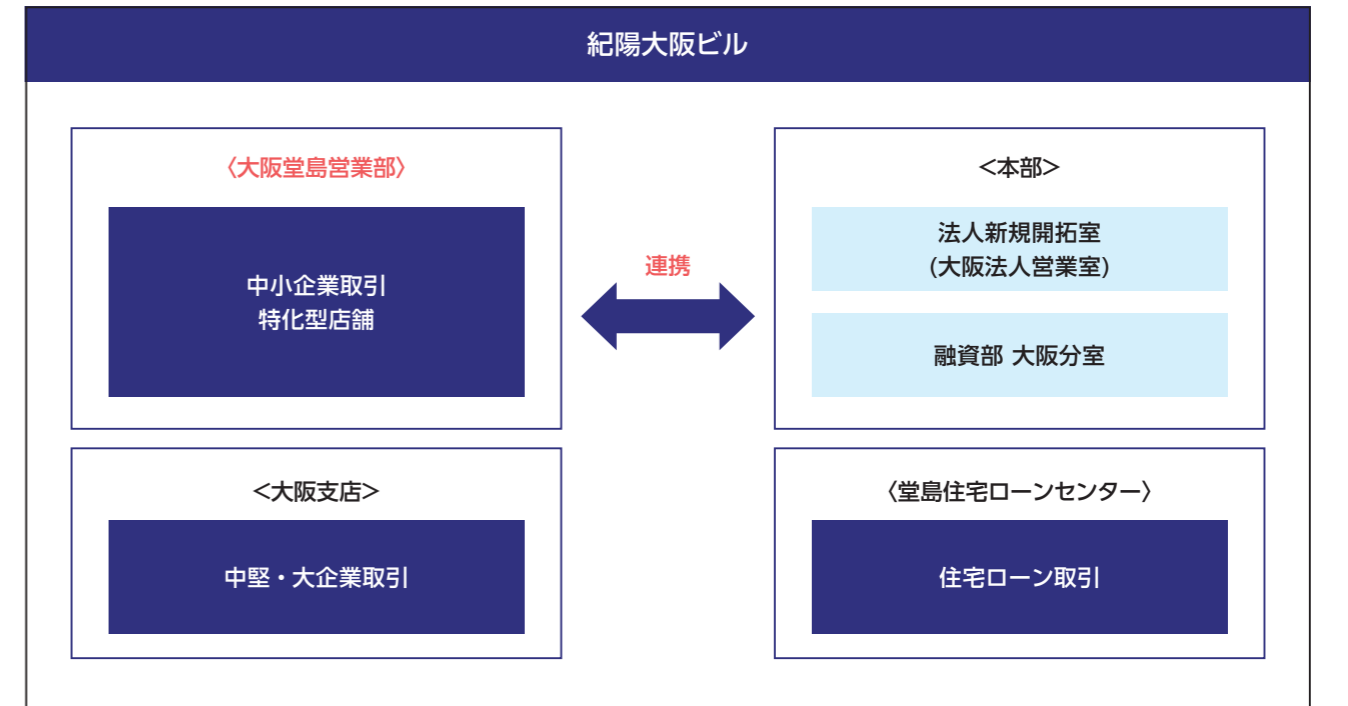 紀陽大阪ビル
〈大阪堂島営業部〉
中小企業取引
特化型店舗
連携
<本部>
法人新規開拓室
(大阪法人営業室)
融資部 大阪分室
<大阪支店>
中堅・大企業取引
〈堂島住宅ローンセンター〉
住宅ローン取引